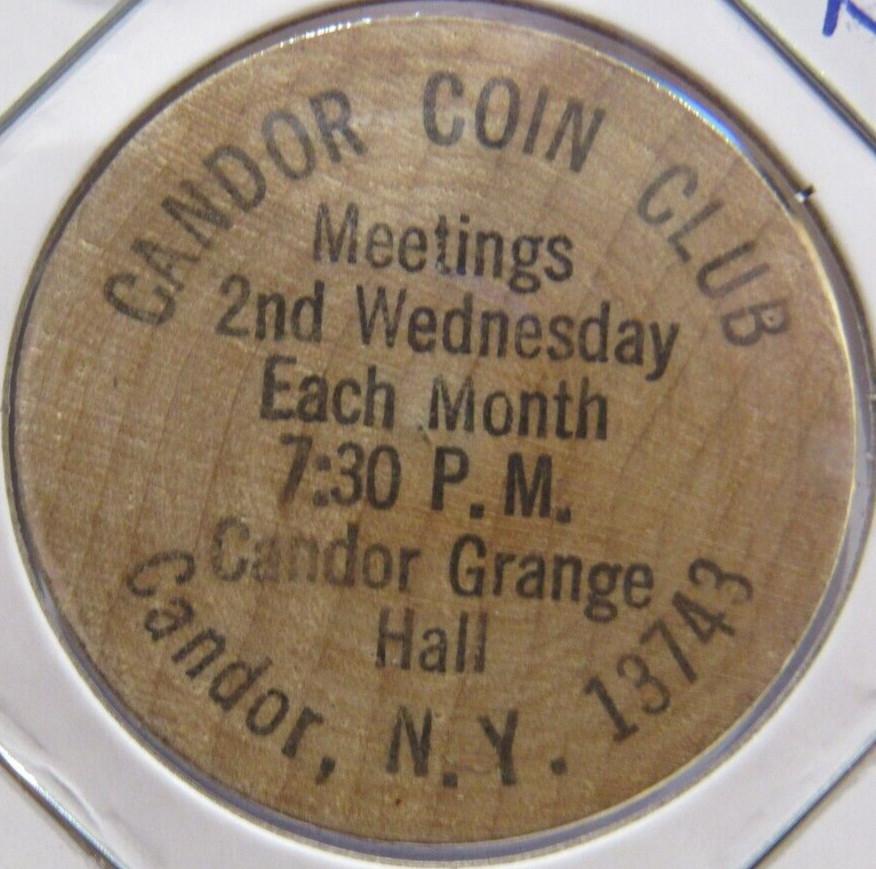 CANDOR COIN CLUB
Meetings
2nd Wednesday
Each Month
7:30 P.M.
Candor Grange
Hall
Candor, N.Y. 13743